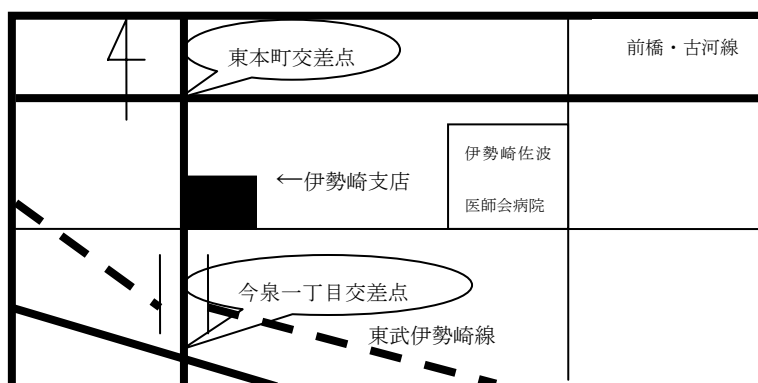 前橋・古河線
東本町交差点
伊勢崎佐波
医師会病院
←伊勢崎支店
今泉一丁目交差点
東武伊勢崎線